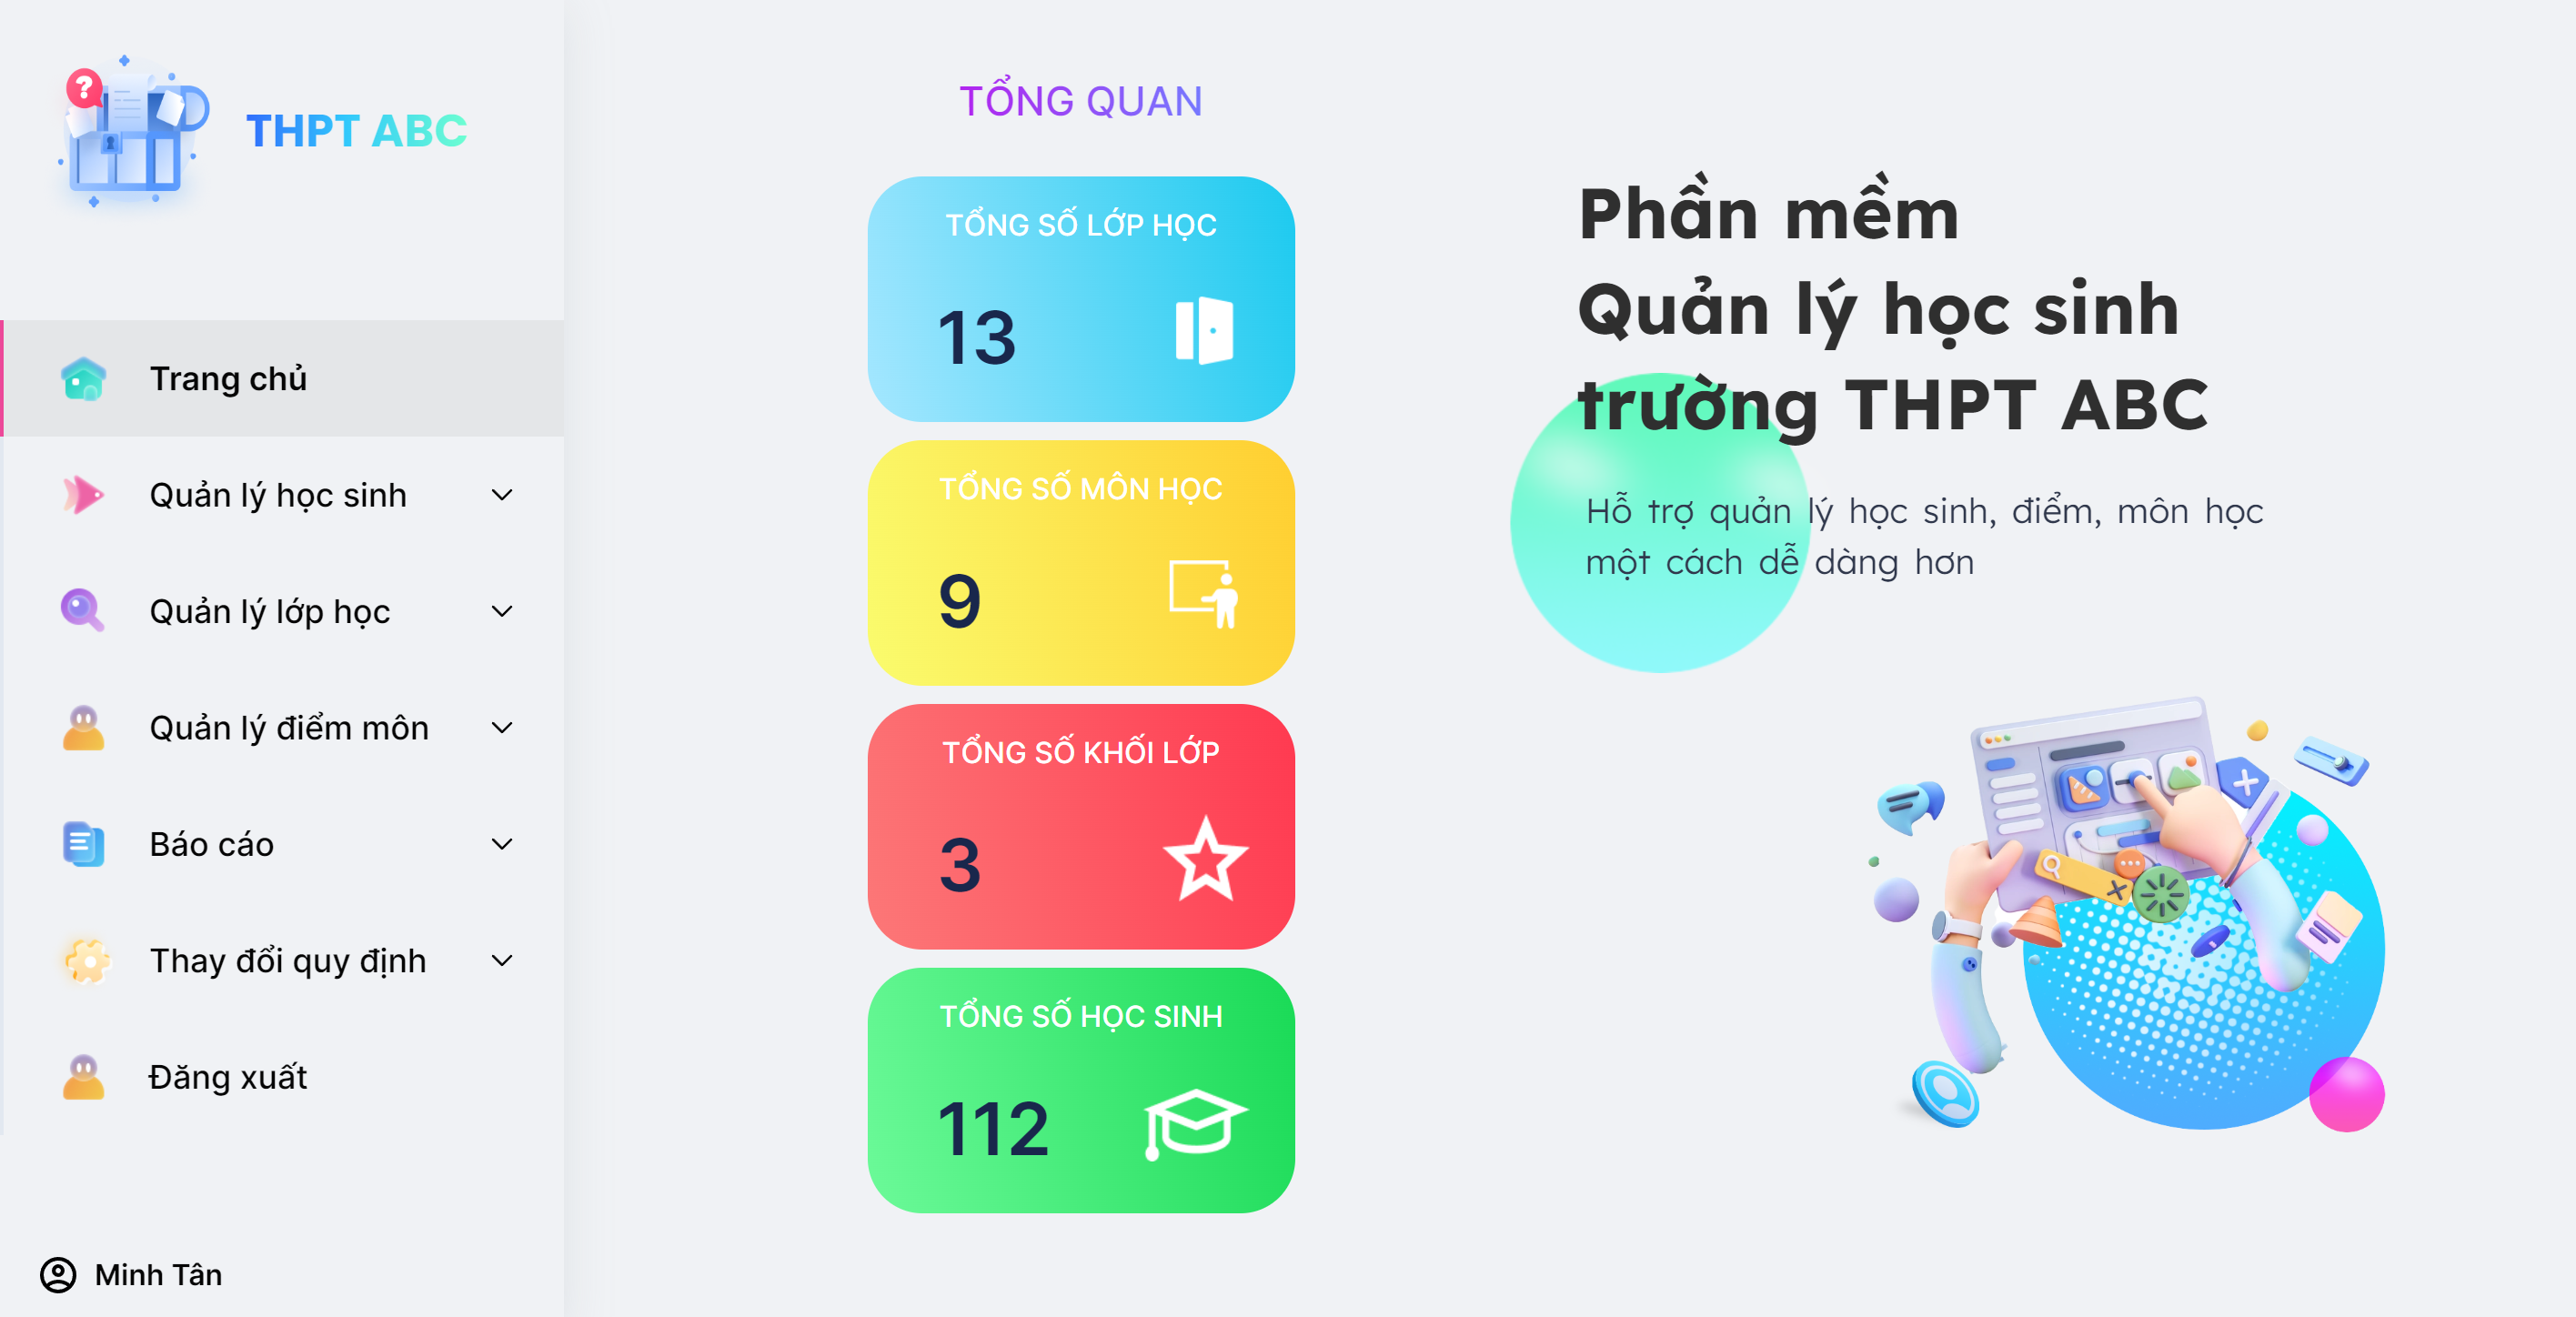 THPT ABC
Trang chủ
Quản lý học sinh
Quản lý lớp học
Quản lý điểm môn
Báo cáo
Thay đổi quy định
Đăng xuất
Minh Tân
TỔNG QUAN
TỔNG SỐ LỚP HỌC
13
TỔNG SỐ MÔN HỌC
9
TỔNG SỐ KHỐI LỚP
3
TỔNG SỐ HỌC SINH
112
Phần mềm
Quản lý học sinh
trường THPT ABC
Hỗ trợ quản lý học sinh, điểm, môn học
một cách dễ dàng hơn